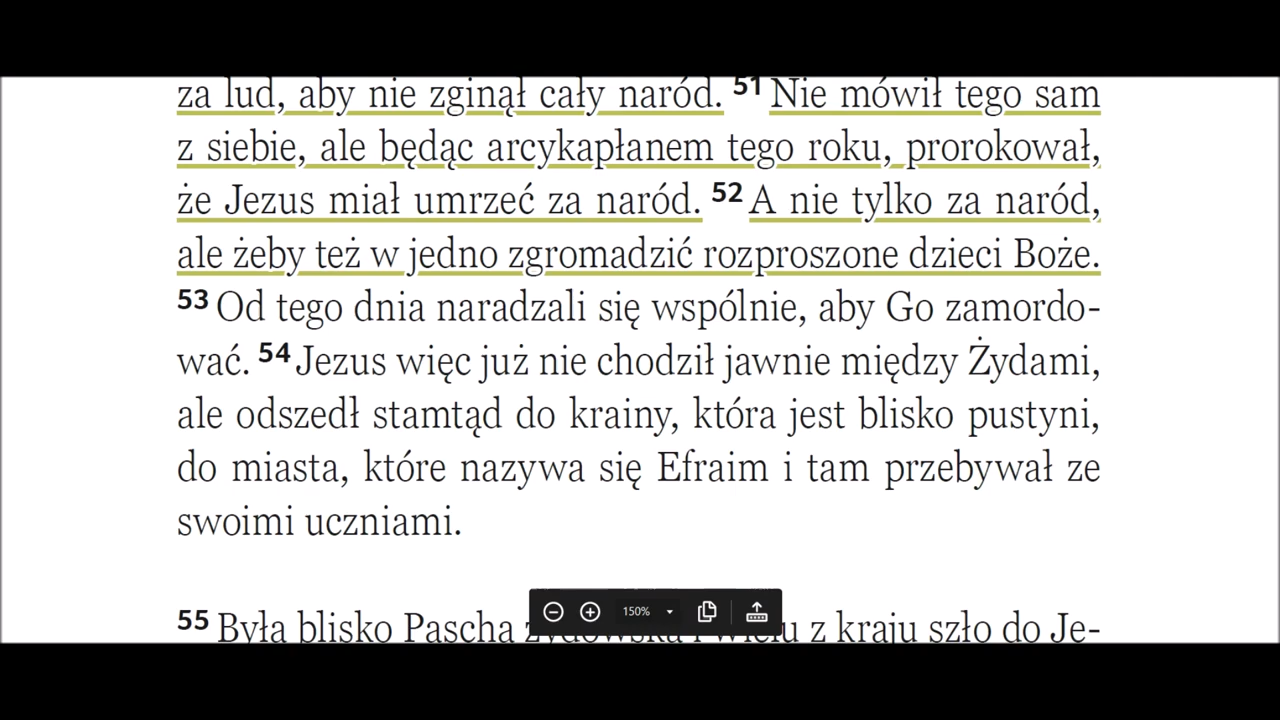 za lud, aby nie zginął cały naród. 51 Nie mówił tego sam
z siebie, ale będąc arcykapłanem tego roku, prorokował,
że Jezus miał umrzeć za naród. 52 A nie tylko za naród,
ale żeby też w jedno zgromadzić rozproszone dzieci Boże.
53 Od tego dnia naradzali się wspólnie, aby Go zamordo-
wać. 54 Jezus więc już nie chodził jawnie między Żydami,
ale odszedł stamtąd do krainy, która jest blisko pustyni,
do miasta, które nazywa się Efraim i tam przebywał ze
swoimi uczniami.
55 Była blisko Pascha z kraju szło do Je-
150%